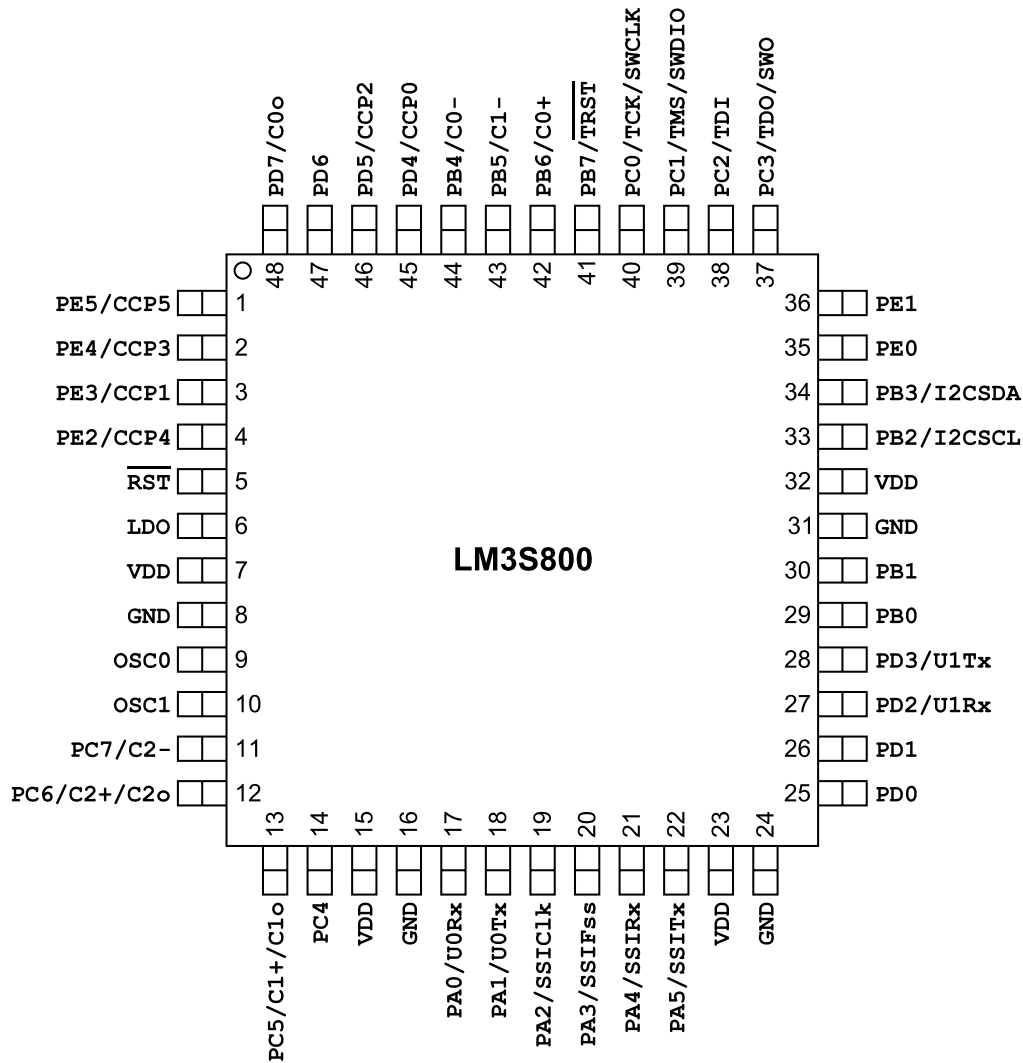 PD7/C0o
PD6
PD5/CCP2
PD4/CCP0
PB4/C0-
PB5/C1-
PB6/C0+
PB7/TRST
PC0/TCK/SWCLK
PC1/TMS/SWDIO
PC2/TDI
PC3/TDO/SWO
48
47
46
45
44
43
42
41
40
39
38
37
PE5/CCP5 1
PE4/CCP3 2
PE3/CCP1 3
PE2/CCP4 4
RST 5
LDO 6
VDD 7
GND 8
OSC0 9
OSC1 10
PC7/C2- 11
PC6/C2+/C2o 12
LM3S800
36 PE1
35 PE0
34 PB3/I2CSDA
33 PB2/I2CSCL
32 VDD
31 GND
30 PB1
29 PB0
28 PD3/U1Tx
27 PD2/U1Rx
26 PD1
25 PD0
13
14
15
16
17
18
19
20
21
22
23
24
PC5/C1+/C1o
PC4
VDD
GND
PA0/U0Rx
PA1/U0Tx
PA2/SSIClk
PA3/SSIFss
PA4/SSIRx
PA5/SSITx
VDD
GND